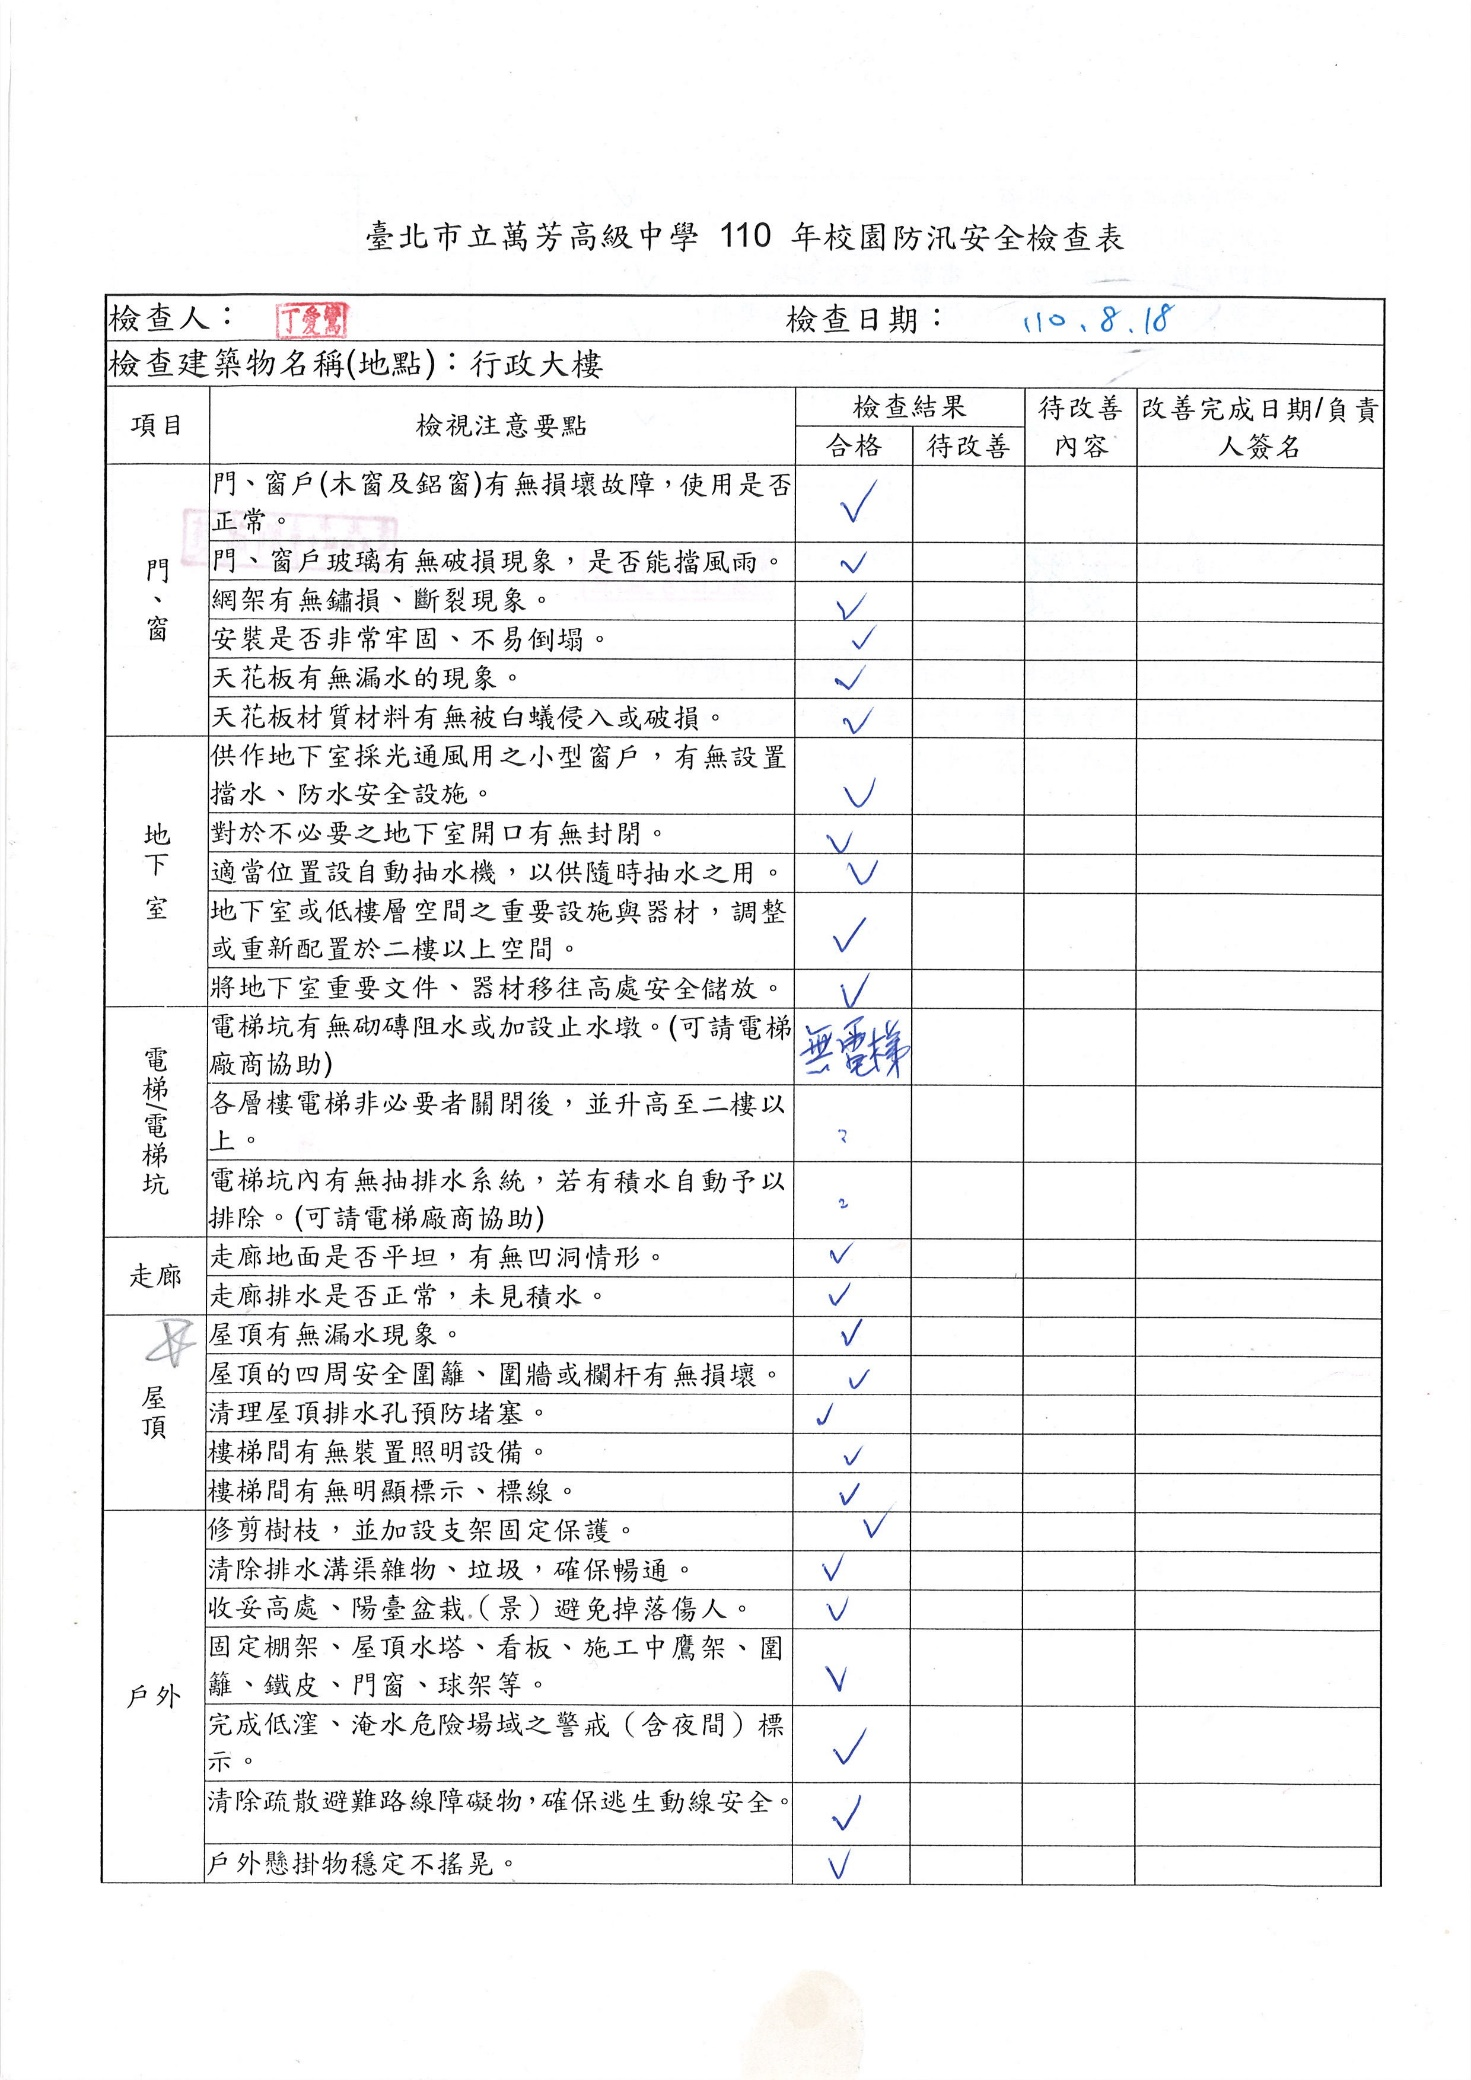 臺北市立萬芳高級中學 110 年校園防汛安全檢查表
檢查人： 丁愛鸞 檢查日期： 110.8.18
檢查建築物名稱(地點)：行政大樓
項目 檢視注意要點 檢查結果 待改善內容 改善完成日期/負責人簽名
合格 待改善
門、窗
門、窗戶(木窗及鋁窗)有無損壞故障，使用是否
正常。 ✓
門、窗戶玻璃有無破損現象，是否能擋風雨。 ✓
網架有無鏽損、斷裂現象。 ✓
安裝是否非常牢固、不易倒塌。 ✓
天花板有無漏水的現象。 ✓
天花板材質材料有無被白蟻侵入或破損。 ✓
地下室
供作地下室採光通風用之小型窗戶，有無設置
擋水、防水安全設施。 ✓
對於不必要之地下室開口有無封閉。 ✓
適當位置設自動抽水機，以供隨時抽水之用。 ✓
地下室或低樓層空間之重要設施與器材，調整
或重新配置於二樓以上空間。 ✓
將地下室重要文件、器材移往高處安全儲放。 ✓
電梯/電梯坑
電梯坑有無砌磚阻水或加設止水墩。(可請電梯
廠商協助) 無電梯
各層樓電梯非必要者關閉後，並升高至二樓以
上。
電梯坑內有無抽排水系統，若有積水自動予以
排除。(可請電梯廠商協助)
走廊
走廊地面是否平坦，有無凹洞情形。 ✓
走廊排水是否正常，未見積水。 ✓
屋頂
屋頂有無漏水現象。 ✓
屋頂的四周安全圍籬、圍牆或欄杆有無損壞。 ✓
清理屋頂排水孔預防堵塞。 ✓
樓梯間有無裝置照明設備。 ✓
樓梯間有無明顯標示、標線。 ✓
戶外
修剪樹枝，並加設支架固定保護。 ✓
清除排水溝渠雜物、垃圾，確保暢通。 ✓
收妥高處、陽臺盆栽（景）避免掉落傷人。 ✓
固定棚架、屋頂水塔、看板、施工中鷹架、圍
籬、鐵皮、門窗、球架等。 ✓
完成低漥、淹水危險場域之警戒（含夜間）標
示。 ✓
清除疏散避難路線障礙物，確保逃生動線安全。 ✓
戶外懸掛物穩定不搖晃。 ✓